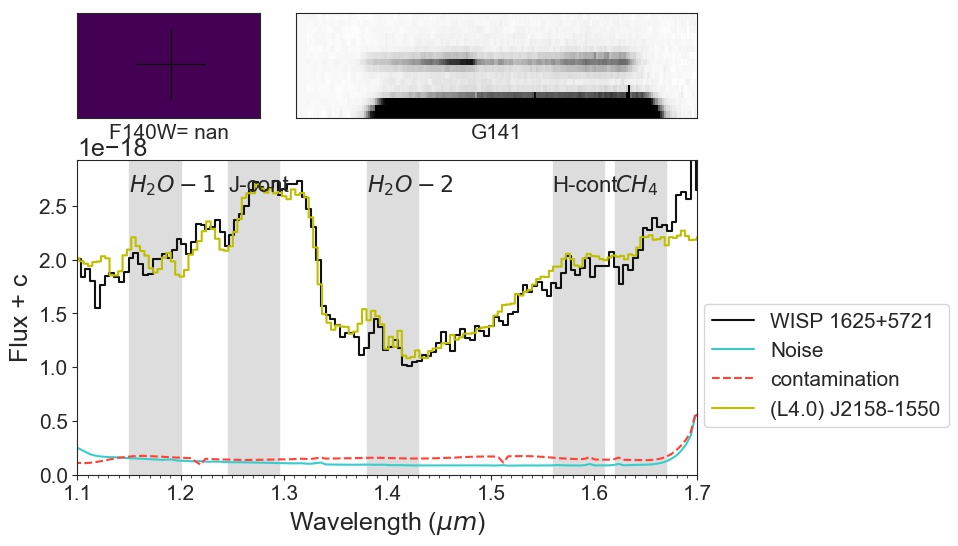 F140W= nan
G141
1e−18
H₂O − 1
J-cont
H₂O − 2
H-cont
CH₄
2.5
2.0
1.5
1.0
0.5
0.0
1.1
1.2
1.3
1.4
1.5
1.6
1.7
Flux + c
Wavelength (μm)
WISP 1625+5721
Noise
contamination
(L4.0) J2158-1550